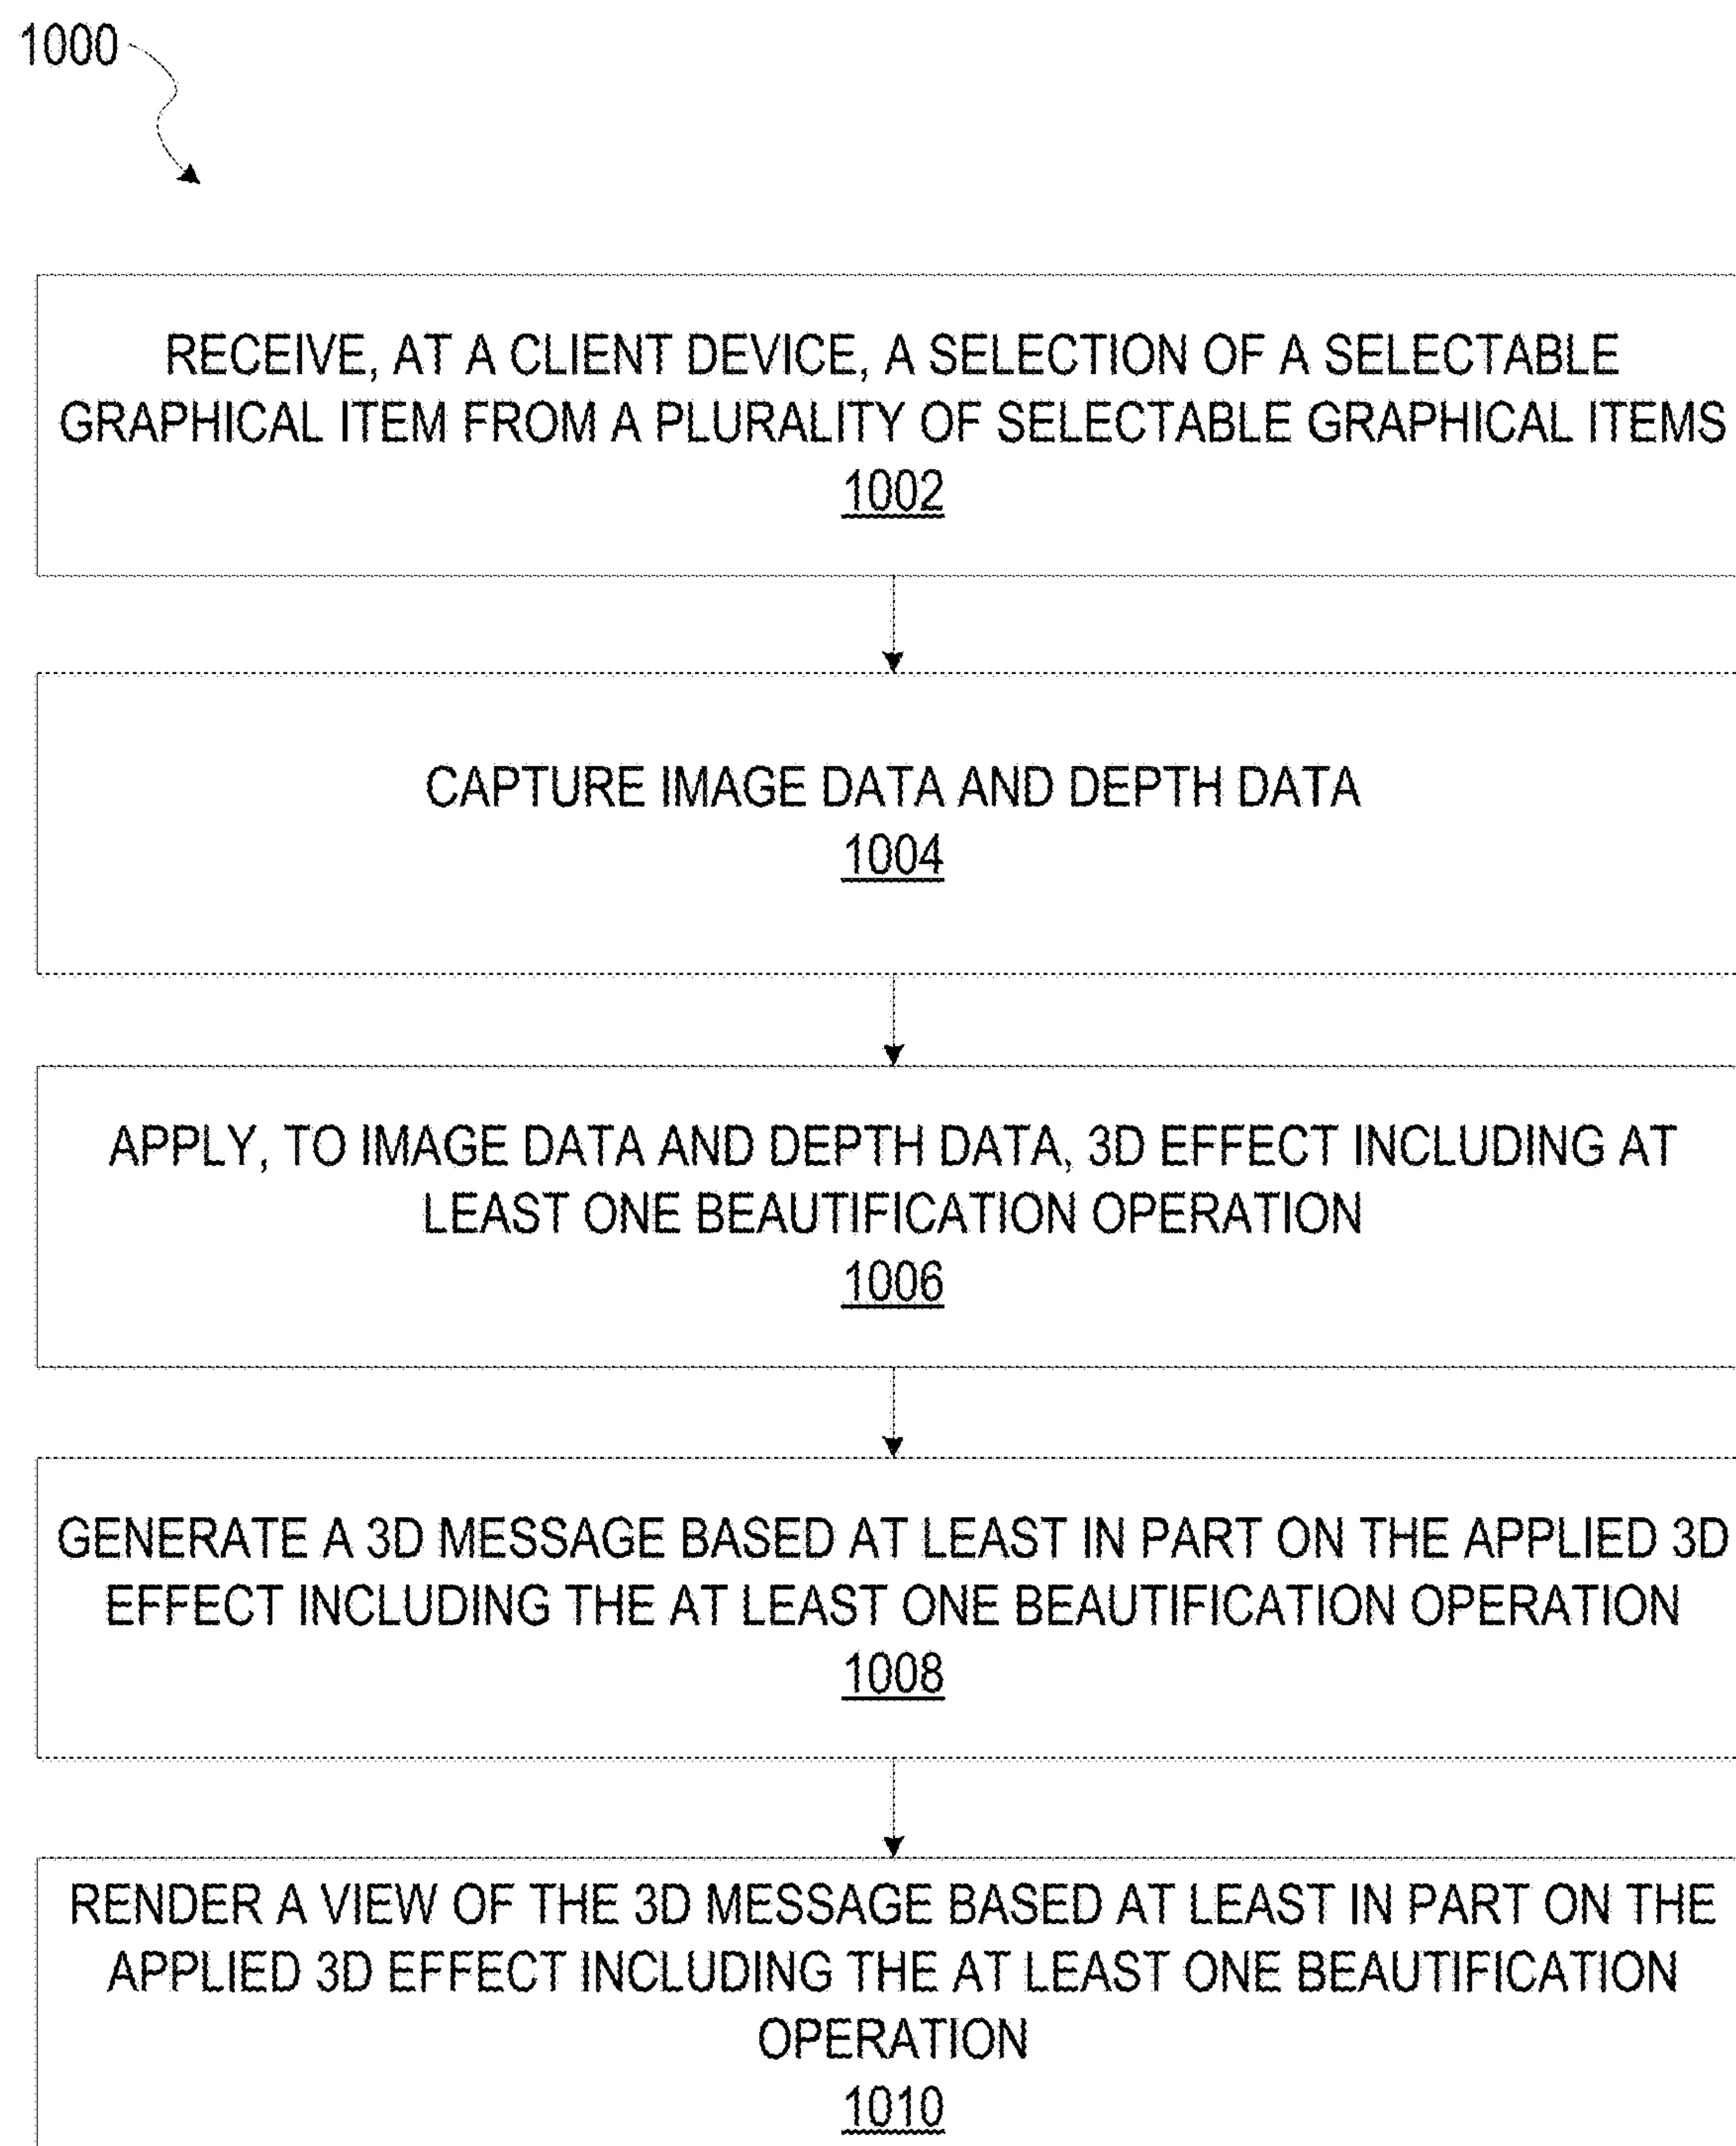 1000
RECEIVE, AT A CLIENT DEVICE, A SELECTION OF A SELECTABLE
GRAPHICAL ITEM FROM A PLURALITY OF SELECTABLE GRAPHICAL ITEMS
1002
CAPTURE IMAGE DATA AND DEPTH DATA
1004
APPLY, TO IMAGE DATA AND DEPTH DATA, 3D EFFECT INCLUDING AT
LEAST ONE BEAUTIFICATION OPERATION
1006
GENERATE A 3D MESSAGE BASED AT LEAST IN PART ON THE APPLIED 3D
EFFECT INCLUDING THE AT LEAST ONE BEAUTIFICATION OPERATION
1008
RENDER A VIEW OF THE 3D MESSAGE BASED AT LEAST IN PART ON THE
APPLIED 3D EFFECT INCLUDING THE AT LEAST ONE BEAUTIFICATION
OPERATION
1010